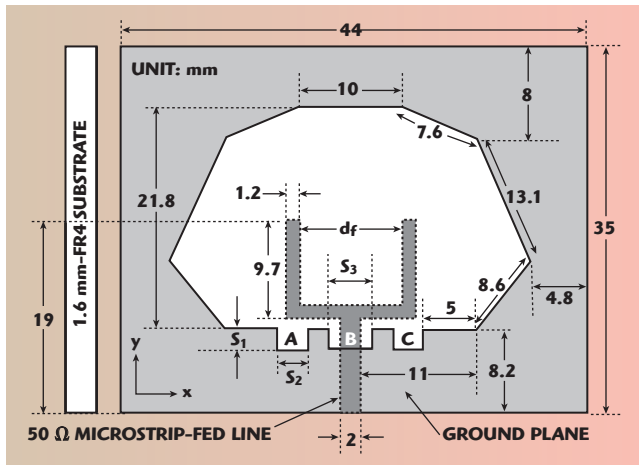 44
UNIT: mm
10
8
7.6
1.6 mm-FR4 SUBSTRATE
21.8
1.2
13.1
df
35
9.7
S3
8.6
5
4.8
19
S1
A
B
C
y
S2
11
8.2
x
50 Ω MICROSTRIP-FED LINE
2
GROUND PLANE